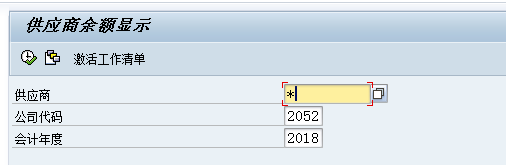 供应商余额显示
激活工作清单
供应商 *
公司代码 2052
会计年度 2018